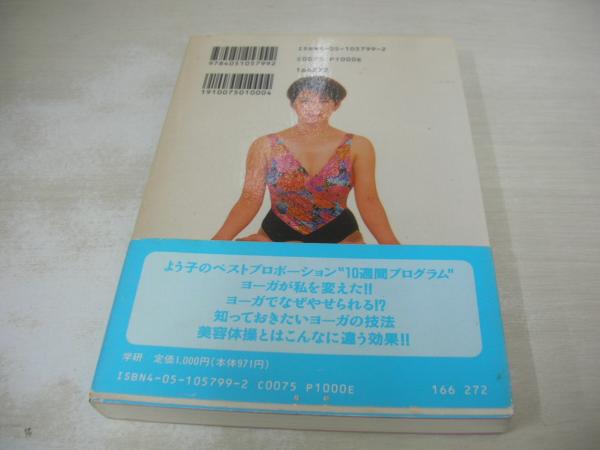 9784051057992
1910075010004
ISBN4-05-105799-2
C0075 P1000E
166272
よう子のベストプロポーション"10週間プログラム"
ヨーガが私を変えた!!
ヨーガでなぜやせられる!?
知っておきたいヨーガの技法
美容体操とはこんなに違う効果!!
学研 定価1,000円(本体971円)
ISBN4-05-105799-2 C0075 P1000E
166 272